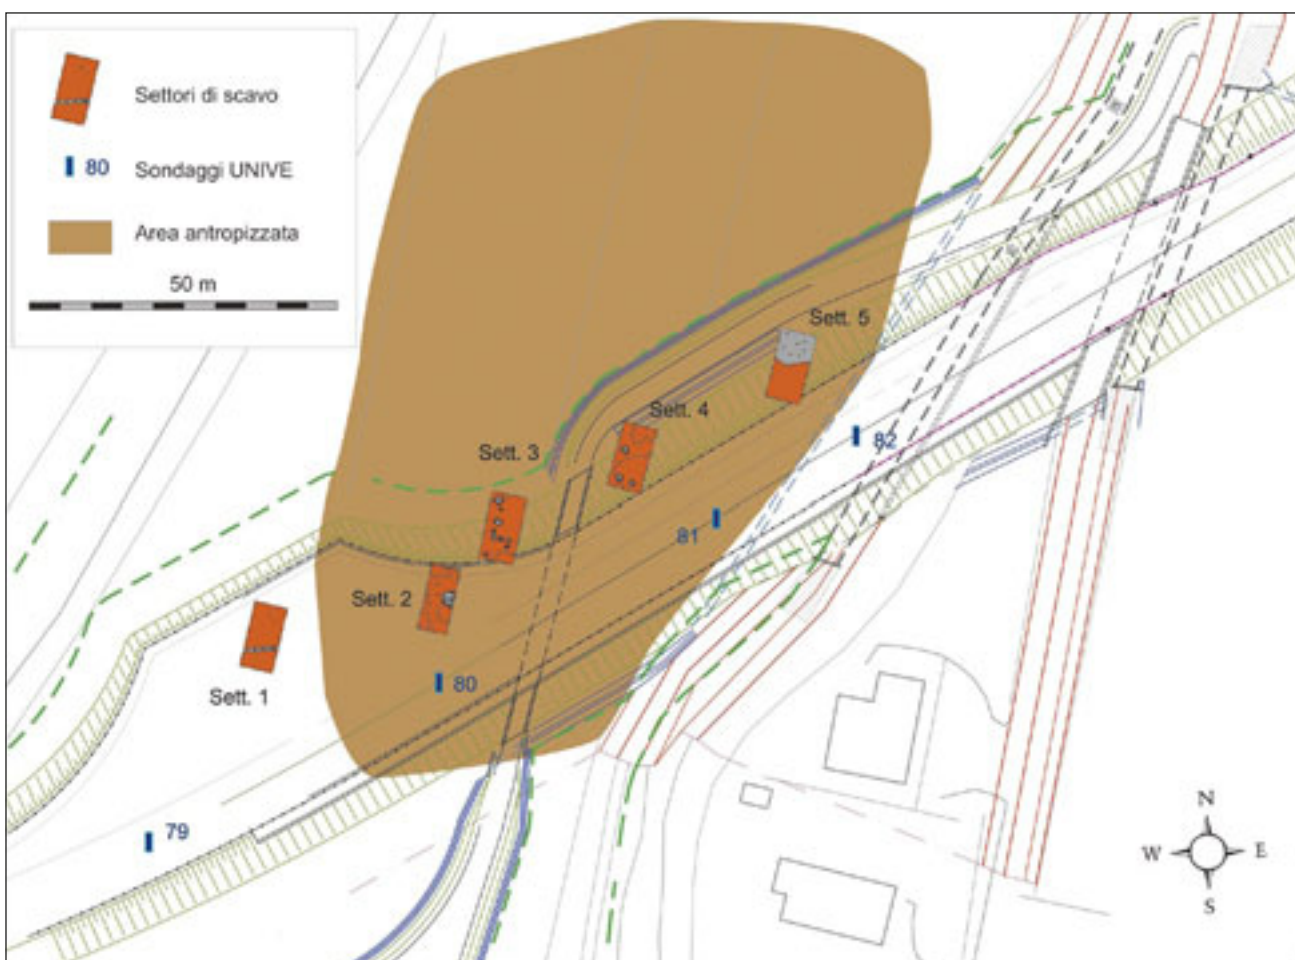 Settori di scavo
80 Sondaggi UNIVE
Area antropizzata
50 m
Sett. 5
Sett. 4
Sett. 3
82
81
Sett. 2
80
Sett. 1
79
N
W E
S